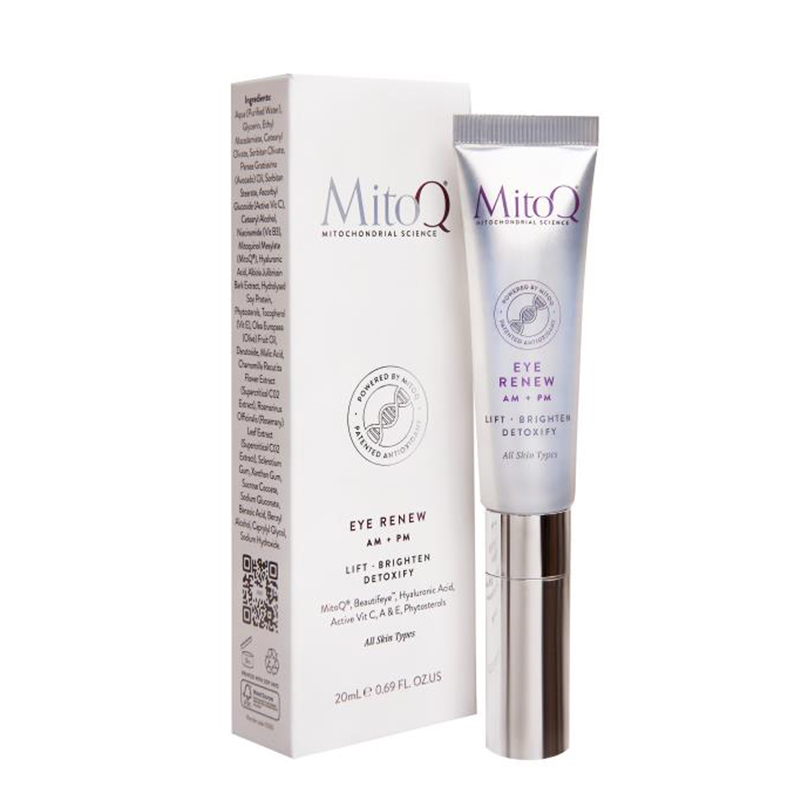 Ingredients:
Aqua (Purified Water),
Glycerin, Ethyl
Macadamiate, Cetearyl
Olivate, Sorbitan Olivate,
Persea Gratissima
(Avocado) Oil, Sorbitan
Stearate, Ascorbyl
Glucoside (Active Vit C),
Cetearyl Alcohol,
Niacinamide (Vit B3),
Mitoquinol Mesylate
(MitoQ®), Hyaluronic
Acid, Albizia Julibrissin
Bark Extract, Hydrolysed
Soy Protein,
Phytosterols, Tocopherol
(Vit E), Olea Europaea
(Olive) Fruit Oil,
Darutoside, Malic Acid,
Chamomilla Recutita
Flower Extract
(Supercritical CO2
Extract), Rosmarinus
Officinalis (Rosemary)
Leaf Extract
(Supercritical CO2
Extract), Sclerotium
Gum, Xanthan Gum,
Sucrose Cocoate,
Sodium Gluconate,
Benzoic Acid, Benzyl
Alcohol, Caprylyl Glycol,
Sodium Hydroxide.
FSC
MitoQ®
MITOCHONDRIAL SCIENCE
POWERED BY MITOQ
PATENTED ANTIOXIDANT
EYE RENEW
AM + PM
LIFT · BRIGHTEN
DETOXIFY
MitoQ®, Beautifeye™, Hyaluronic Acid,
Active Vit C, A & E, Phytosterols
All Skin Types
20mL ℮ 0.69 FL. OZ.US
MitoQ®
MITOCHONDRIAL SCIENCE
POWERED BY MITOQ
PATENTED ANTIOXIDANT
EYE
RENEW
AM + PM
LIFT · BRIGHTEN
DETOXIFY
All Skin Types